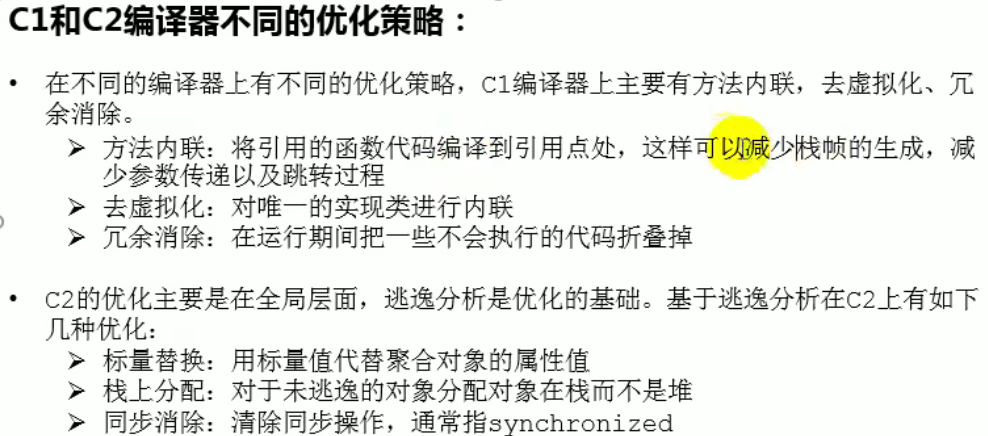 C1和C2编译器不同的优化策略：
• 在不同的编译器上有不同的优化策略，C1编译器上主要有方法内联，去虚拟化、冗
余消除。
➢ 方法内联：将引用的函数代码编译到引用点处，这样可以减少栈帧的生成，减
少参数传递以及跳转过程
➢ 去虚拟化：对唯一的实现类进行内联
➢ 冗余消除：在运行期间把一些不会执行的代码折叠掉
• C2的优化主要是在全局层面，逃逸分析是优化的基础。基于逃逸分析在C2上有如下
几种优化：
➢ 标量替换：用标量值代替聚合对象的属性值
➢ 栈上分配：对于未逃逸的对象分配对象在栈而不是堆
➢ 同步消除：清除同步操作，通常指synchronized